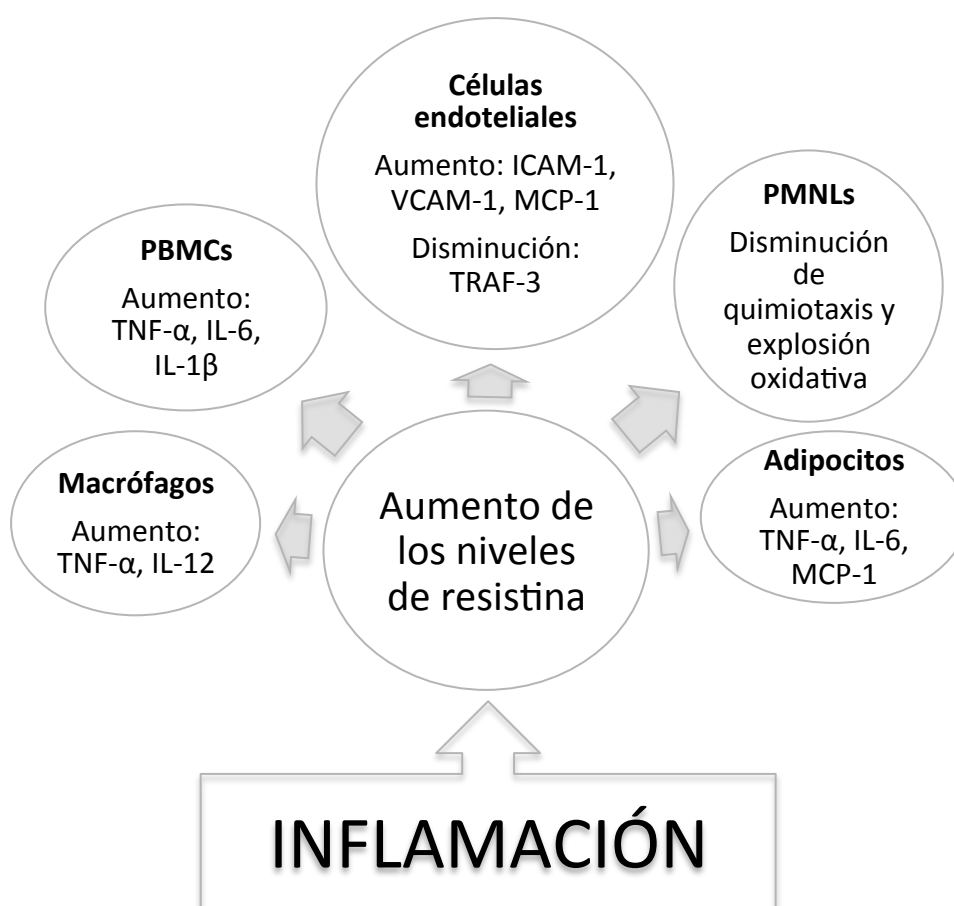 Células
endoteliales
Aumento: ICAM-1,
VCAM-1, MCP-1
Disminución:
TRAF-3
PBMCs
Aumento:
TNF-α, IL-6,
IL-1β
PMNLs
Disminución
de
quimiotaxis y
explosión
oxidativa
Macrófagos
Aumento:
TNF-α, IL-12
Adipocitos
Aumento:
TNF-α, IL-6,
MCP-1
Aumento de
los niveles
de resistina
INFLAMACIÓN